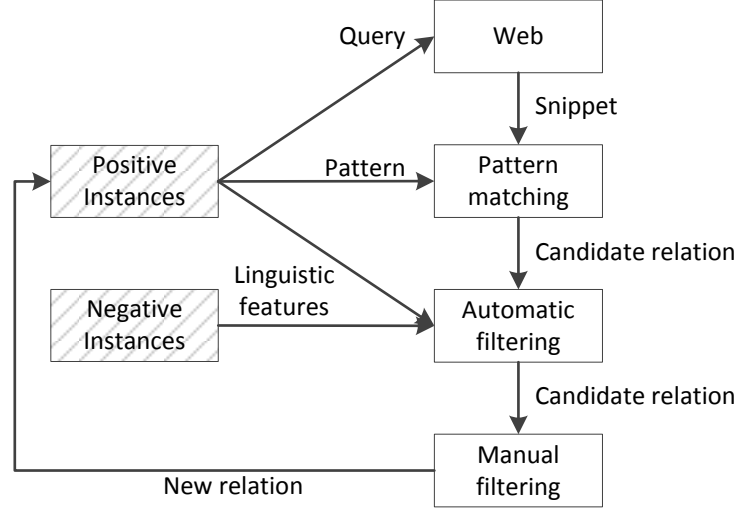 Query
Web
Snippet
Positive
Instances
Pattern
Pattern
matching
Candidate relation
Linguistic
features
Negative
Instances
Automatic
filtering
Candidate relation
Manual
filtering
New relation